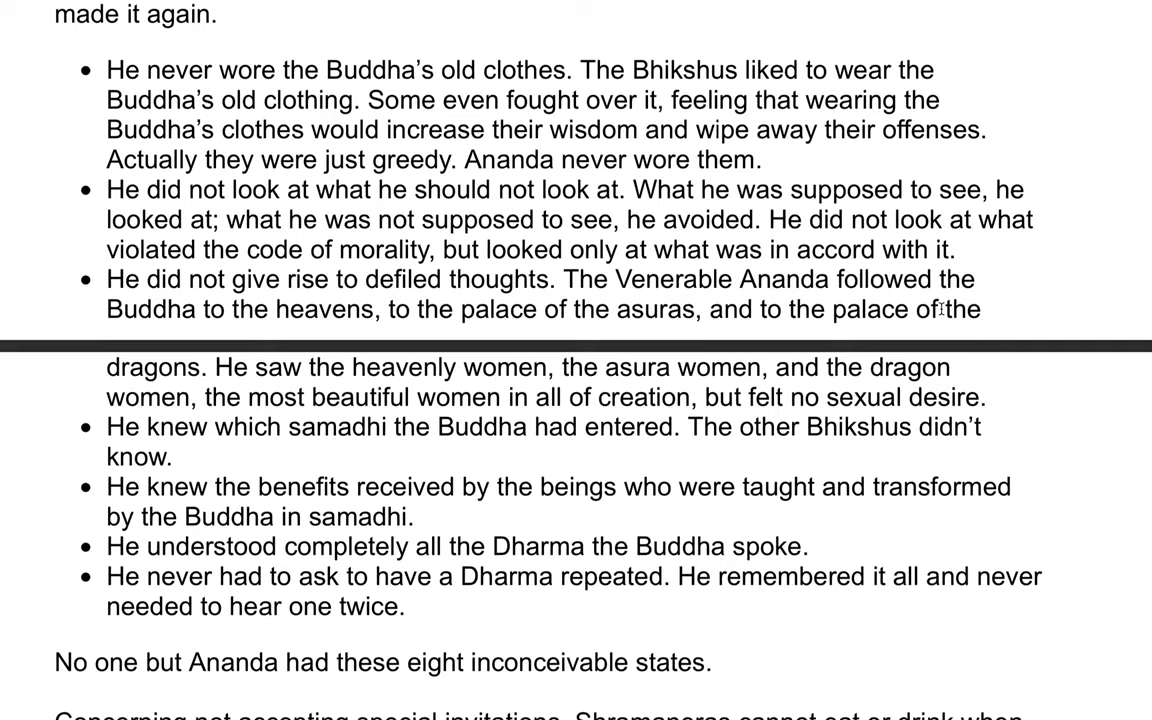 made it again.
• He never wore the Buddha’s old clothes. The Bhikshus liked to wear the
Buddha’s old clothing. Some even fought over it, feeling that wearing the
Buddha’s clothes would increase their wisdom and wipe away their offenses.
Actually they were just greedy. Ananda never wore them.
• He did not look at what he should not look at. What he was supposed to see, he
looked at; what he was not supposed to see, he avoided. He did not look at what
violated the code of morality, but looked only at what was in accord with it.
• He did not give rise to defiled thoughts. The Venerable Ananda followed the
Buddha to the heavens, to the palace of the asuras, and to the palace of the
dragons. He saw the heavenly women, the asura women, and the dragon
women, the most beautiful women in all of creation, but felt no sexual desire.
• He knew which samadhi the Buddha had entered. The other Bhikshus didn’t
know.
• He knew the benefits received by the beings who were taught and transformed
by the Buddha in samadhi.
• He understood completely all the Dharma the Buddha spoke.
• He never had to ask to have a Dharma repeated. He remembered it all and never
needed to hear one twice.
No one but Ananda had these eight inconceivable states.
Concerning not accepting special invitations, Shramaneras cannot eat or drink when